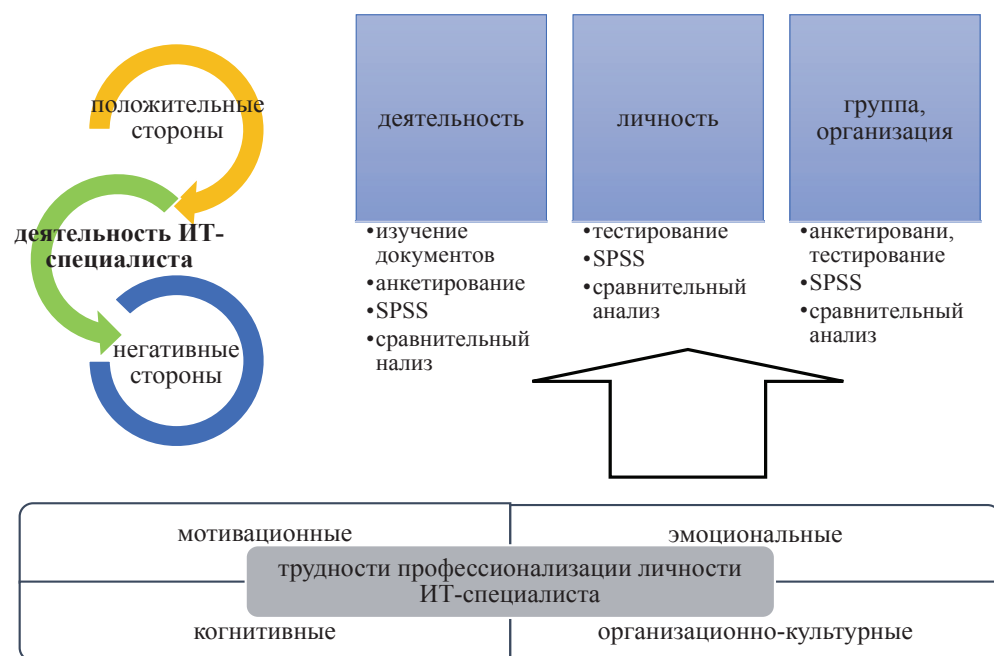 положительные
стороны
деятельность ИТ-
специалиста
негативные
стороны
деятельность
•изучение
документов
•анкетирование
•SPSS
•сравнительный
нализ
личность
•тестирование
•SPSS
•сравнительный
анализ
группа,
организация
•анкетировани,
тестирование
•SPSS
•сравнительный
анализ
мотивационные
эмоциональные
трудности профессионализации личности
ИТ-специалиста
когнитивные
организационно-культурные